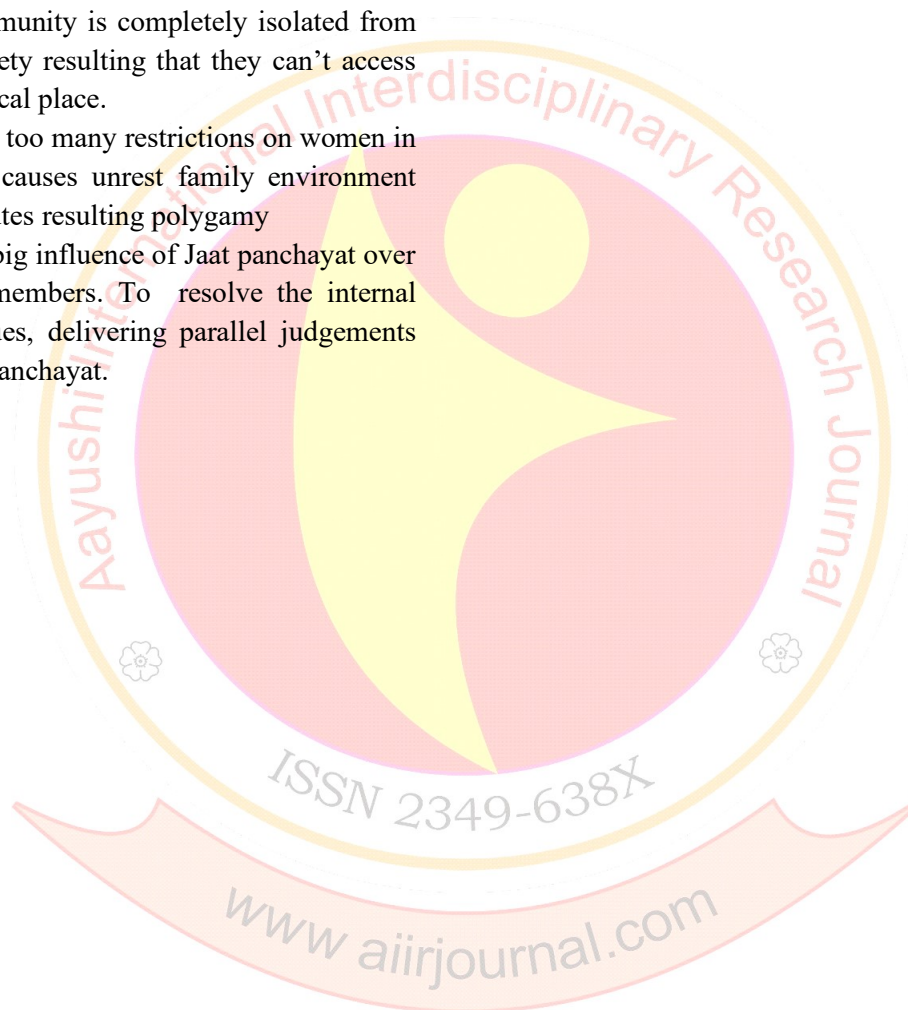 munity is completely isolated from
ety resulting that they can’t access
cal place.
too many restrictions on women in
causes unrest family environment
tes resulting polygamy
big influence of Jaat panchayat over
members. To resolve the internal
es, delivering parallel judgements
anchayat.
Aayushi International Interdisciplinary Research Journal
ISSN 2349-638X
www aiirjournal.com